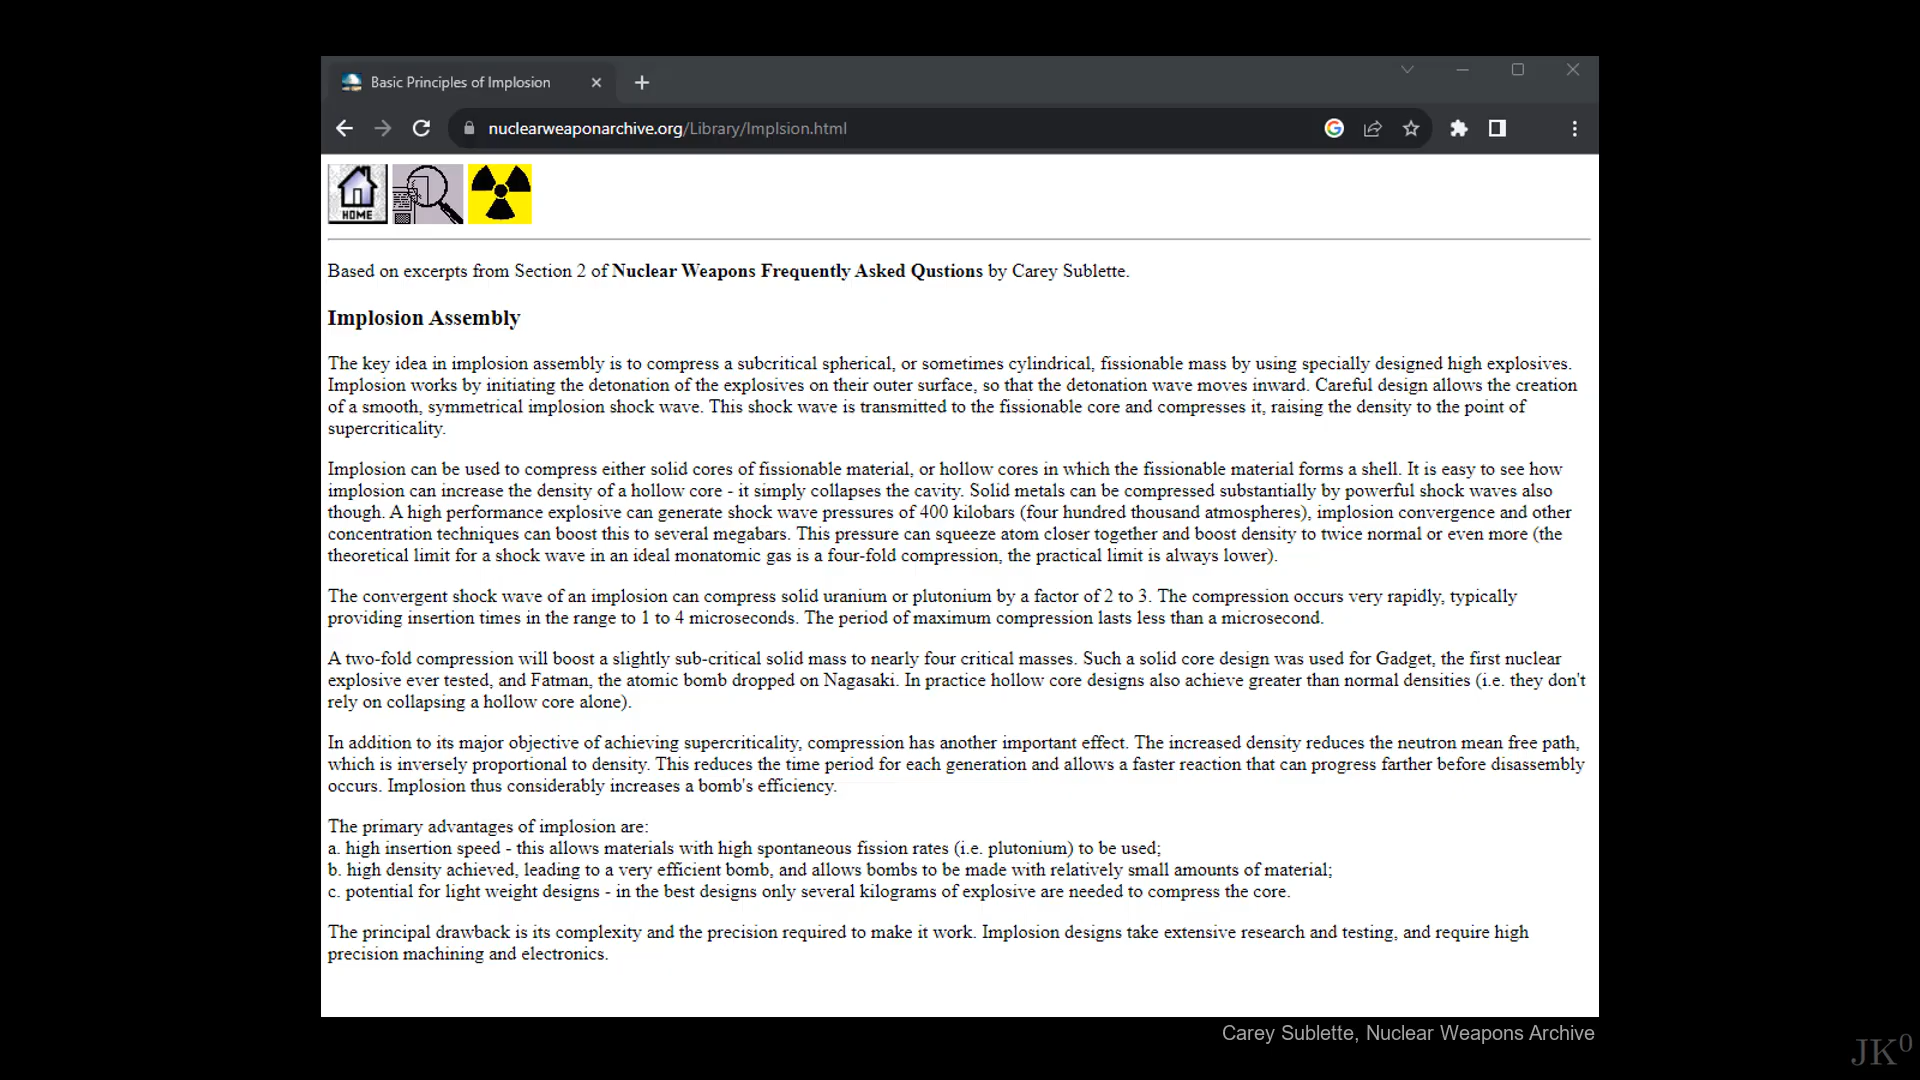 Basic Principles of Implosion
nuclearweaponarchive.org/Library/Implsion.html
HOME
Based on excerpts from Section 2 of Nuclear Weapons Frequently Asked Qustions by Carey Sublette.
Implosion Assembly
The key idea in implosion assembly is to compress a subcritical spherical, or sometimes cylindrical, fissionable mass by using specially designed high explosives.
Implosion works by initiating the detonation of the explosives on their outer surface, so that the detonation wave moves inward. Careful design allows the creation
of a smooth, symmetrical implosion shock wave. This shock wave is transmitted to the fissionable core and compresses it, raising the density to the point of
supercriticality.
Implosion can be used to compress either solid cores of fissionable material, or hollow cores in which the fissionable material forms a shell. It is easy to see how
implosion can increase the density of a hollow core - it simply collapses the cavity. Solid metals can be compressed substantially by powerful shock waves also
though. A high performance explosive can generate shock wave pressures of 400 kilobars (four hundred thousand atmospheres), implosion convergence and other
concentration techniques can boost this to several megabars. This pressure can squeeze atom closer together and boost density to twice normal or even more (the
theoretical limit for a shock wave in an ideal monatomic gas is a four-fold compression, the practical limit is always lower).
The convergent shock wave of an implosion can compress solid uranium or plutonium by a factor of 2 to 3. The compression occurs very rapidly, typically
providing insertion times in the range to 1 to 4 microseconds. The period of maximum compression lasts less than a microsecond.
A two-fold compression will boost a slightly sub-critical solid mass to nearly four critical masses. Such a solid core design was used for Gadget, the first nuclear
explosive ever tested, and Fatman, the atomic bomb dropped on Nagasaki. In practice hollow core designs also achieve greater than normal densities (i.e. they don't
rely on collapsing a hollow core alone).
In addition to its major objective of achieving supercriticality, compression has another important effect. The increased density reduces the neutron mean free path,
which is inversely proportional to density. This reduces the time period for each generation and allows a faster reaction that can progress farther before disassembly
occurs. Implosion thus considerably increases a bomb's efficiency.
The primary advantages of implosion are:
a. high insertion speed - this allows materials with high spontaneous fission rates (i.e. plutonium) to be used;
b. high density achieved, leading to a very efficient bomb, and allows bombs to be made with relatively small amounts of material;
c. potential for light weight designs - in the best designs only several kilograms of explosive are needed to compress the core.
The principal drawback is its complexity and the precision required to make it work. Implosion designs take extensive research and testing, and require high
precision machining and electronics.
Carey Sublette, Nuclear Weapons Archive
JK⁰